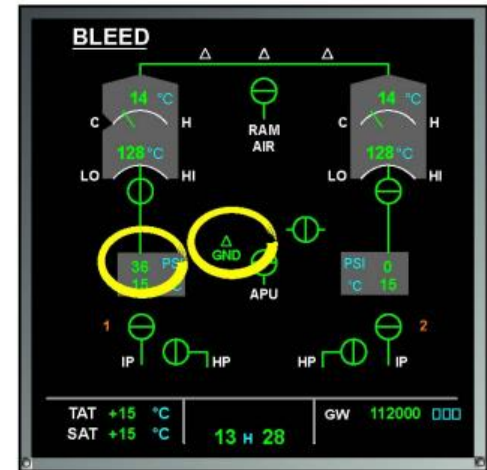 BLEED
14 °C 14 °C
C H C H
RAM
AIR
128 °C 128 °C
LO HI LO HI
GND
36 PSI PSI 0
15 °C °C 15
APU
1 2
IP HP HP IP
TAT +15 °C GW 112000
SAT +15 °C 13 H 28